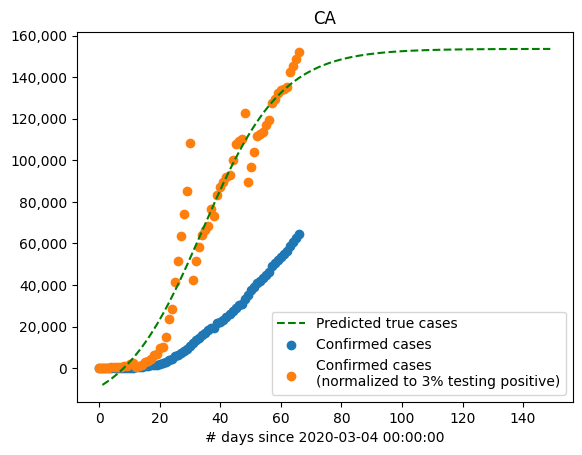 CA
160,000
140,000
120,000
100,000
80,000
60,000
40,000
20,000
0
Predicted true cases
Confirmed cases
Confirmed cases
(normalized to 3% testing positive)
0 20 40 60 80 100 120 140
# days since 2020-03-04 00:00:00